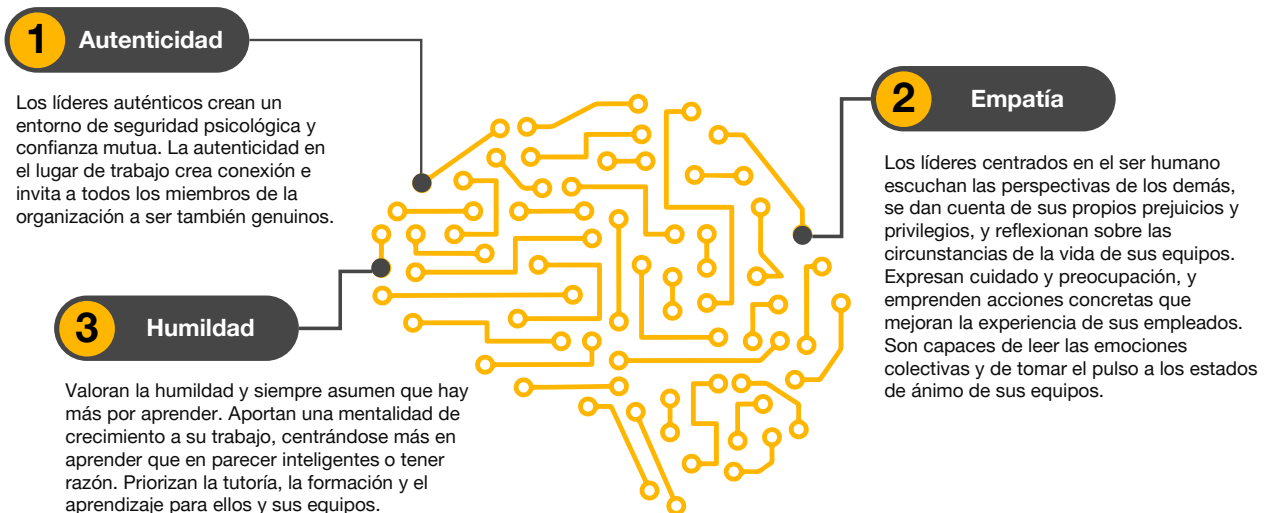 1 Autenticidad
Los líderes auténticos crean un
entorno de seguridad psicológica y
confianza mutua. La autenticidad en
el lugar de trabajo crea conexión e
invita a todos los miembros de la
organización a ser también genuinos.
2 Empatía
Los líderes centrados en el ser humano
escuchan las perspectivas de los demás,
se dan cuenta de sus propios prejuicios y
privilegios, y reflexionan sobre las
circunstancias de la vida de sus equipos.
Expresan cuidado y preocupación, y
emprenden acciones concretas que
mejoran la experiencia de sus empleados.
Son capaces de leer las emociones
colectivas y de tomar el pulso a los estados
de ánimo de sus equipos.
3 Humildad
Valoran la humildad y siempre asumen que hay
más por aprender. Aportan una mentalidad de
crecimiento a su trabajo, centrándose más en
aprender que en parecer inteligentes o tener
razón. Priorizan la tutoría, la formación y el
aprendizaje para ellos y sus equipos.